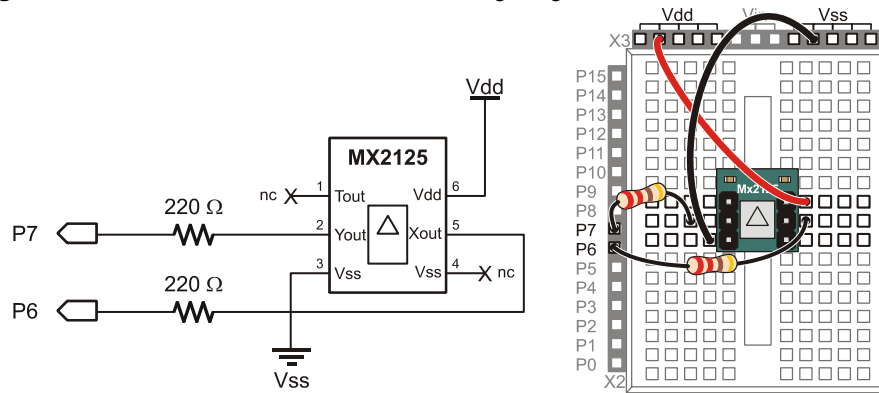 MX2125
Vdd
nc
1
Tout
Vdd
6
220 Ω
P7
2
Yout
Xout
5
3
Vss
Vss
4
nc
220 Ω
P6
Vss
Vdd
Vin
Vss
X3
P15
P14
P13
P12
P11
P10
P9
P8
P7
P6
P5
P4
P3
P2
P1
P0
X2